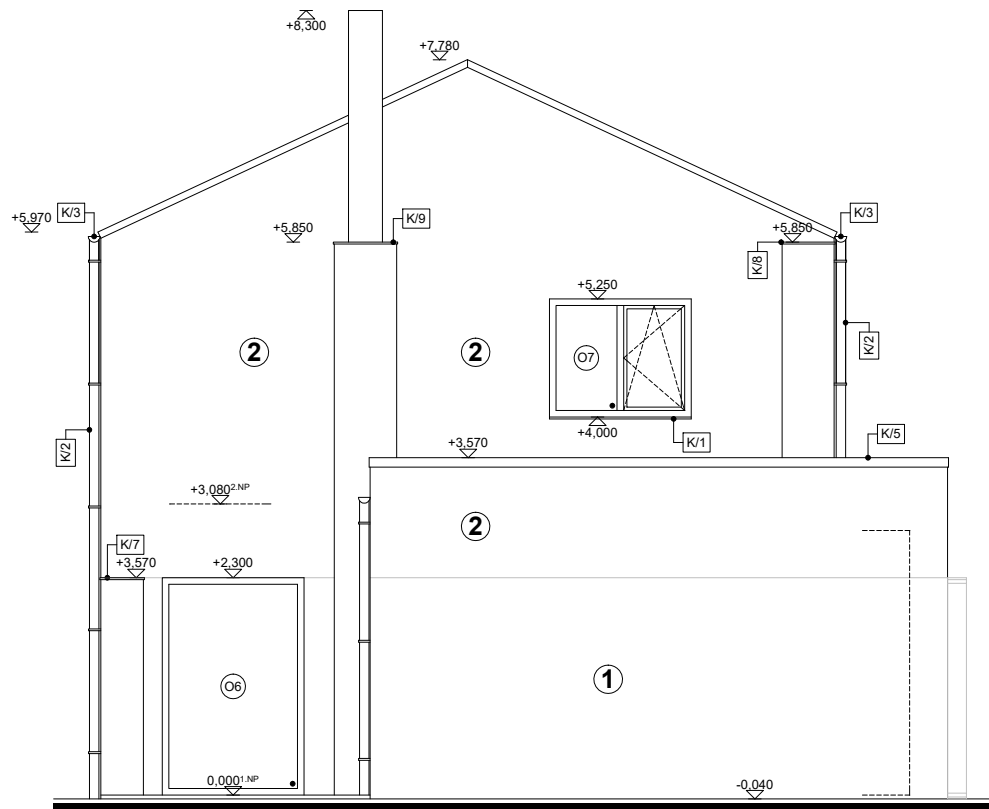 +8,300
+7,780
K/3
K/3
+5,970
+5,850
K/9
+5,850
K/8
+5,250
2
2
O7
K/2
+4,000
K/1
K/2
+3,570
K/5
+3,080 2.NP
2
K/7
+3,570
+2,300
1
O6
0,000 1.NP
-0,040